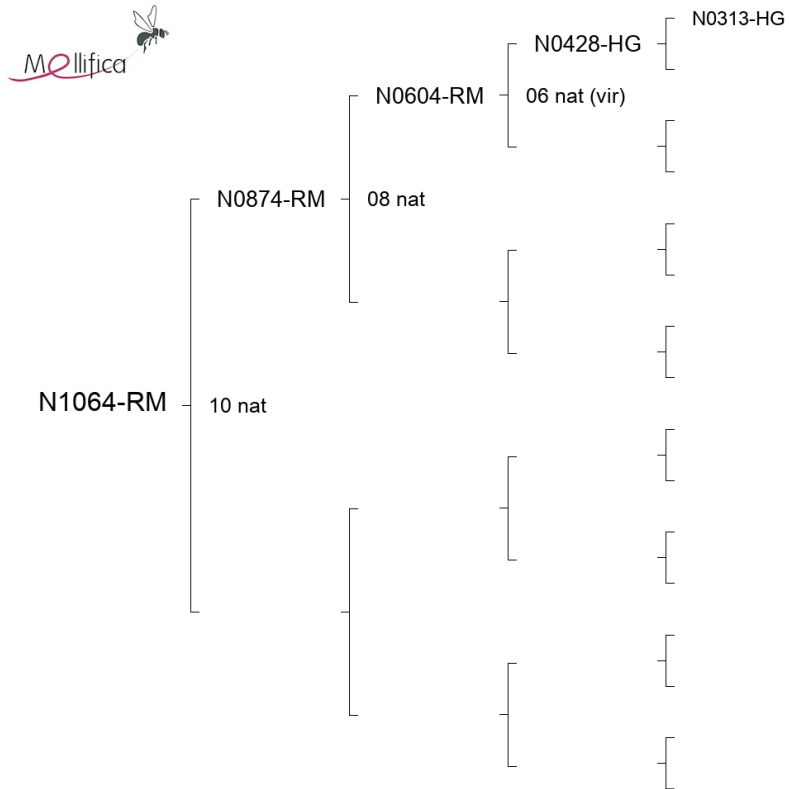 Mellifica
N0313-HG
N0428-HG
N0604-RM
06 nat (vir)
N0874-RM
08 nat
N1064-RM
10 nat